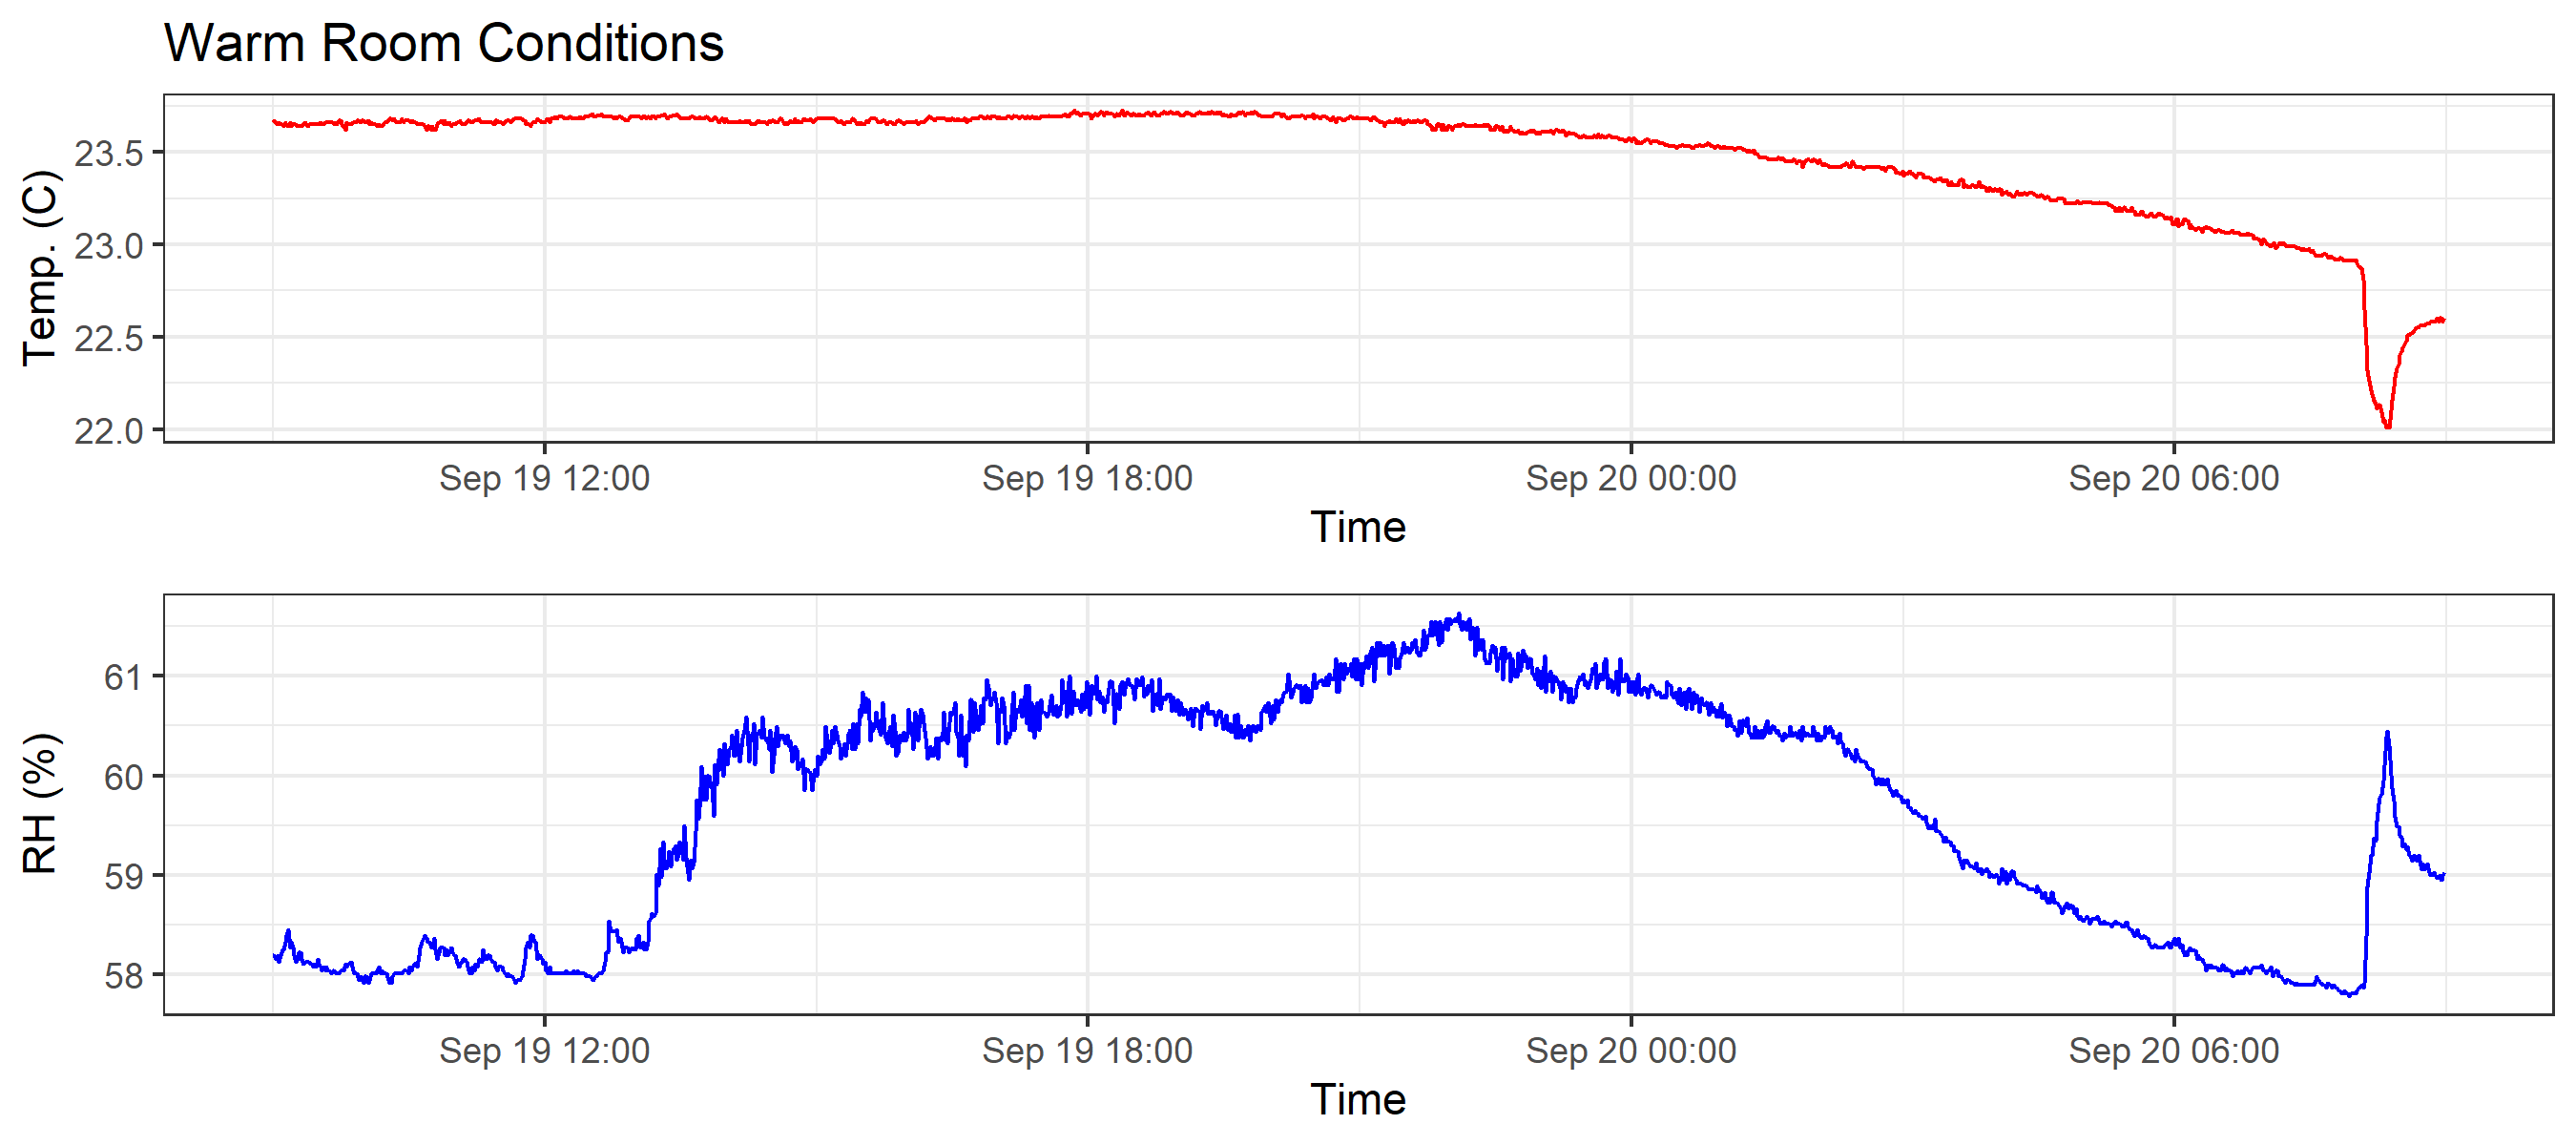 Warm Room Conditions
Temp. (C)
23.5
23.0
22.5
22.0
Sep 19 12:00 Sep 19 18:00 Sep 20 00:00 Sep 20 06:00
Time
RH (%)
61
60
59
58
Sep 19 12:00 Sep 19 18:00 Sep 20 00:00 Sep 20 06:00
Time